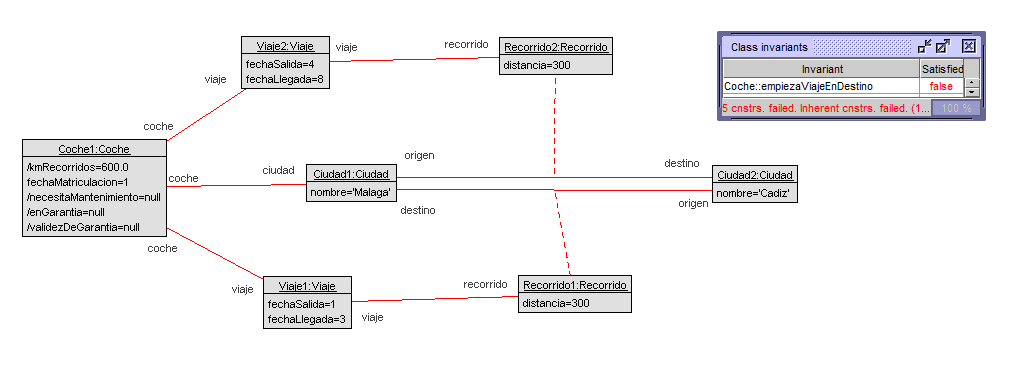 Viaje2:Viaje
fechaSalida=4
fechaLlegada=8
viaje
recorrido
Recorrido2:Recorrido
distancia=300
Class invariants
Invariant
Satisfied
Coche::empiezaViajeEnDestino
false
5 cnstrs. failed. Inherent cnstrs. failed. (1...
100 %
viaje
coche
Coche1:Coche
/kmRecorridos=600.0
fechaMatriculacion=1
/necesitaMantenimiento=null
/enGarantia=null
/validezDeGarantia=null
coche
ciudad
Ciudad1:Ciudad
nombre='Malaga'
origen
destino
destino
origen
Ciudad2:Ciudad
nombre='Cadiz'
coche
viaje
Viaje1:Viaje
fechaSalida=1
fechaLlegada=3
viaje
recorrido
Recorrido1:Recorrido
distancia=300